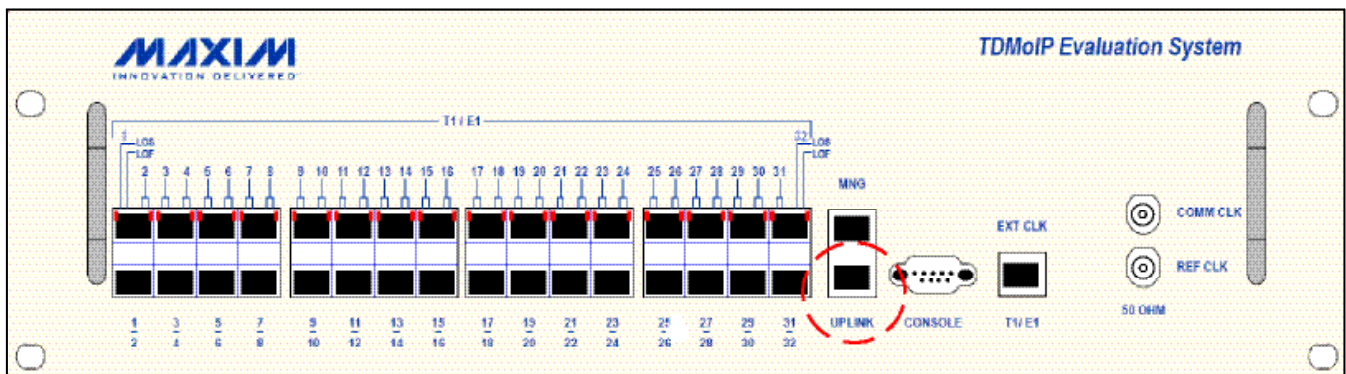 MAXIM
INNOVATION DELIVERED™
TDMoIP Evaluation System
T1 / E1
1 LOS 32 LOS
LOF LOF
2 3 4 5 6 7 8 9 10 11 12 13 14 15 16 17 18 19 20 21 22 23 24 25 26 27 28 29 30 31
MNG
EXT CLK
COMM CLK
REF CLK
50 OHM
1 3 5 7 9 11 13 15 17 19 21 23 25 27 29 31
2 4 6 8 10 12 14 16 18 20 22 24 26 28 30 32
UPLINK CONSOLE T1/ E1